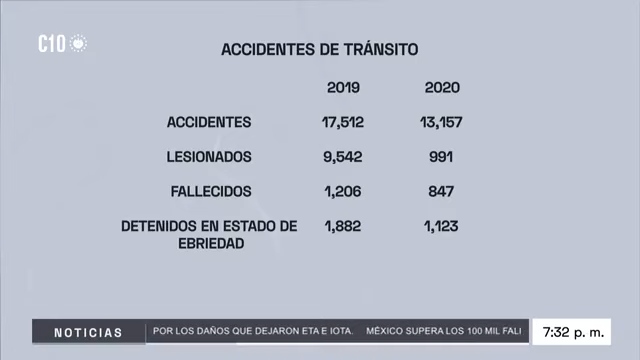 C10
ACCIDENTES DE TRÁNSITO
2019 2020
ACCIDENTES 17,512 13,157
LESIONADOS 9,542 991
FALLECIDOS 1,206 847
DETENIDOS EN ESTADO DE EBRIEDAD 1,882 1,123
NOTICIAS POR LOS DAÑOS QUE DEJARON ETA E IOTA. MÉXICO SUPERA LOS 100 MIL FALL 7:32 p. m.